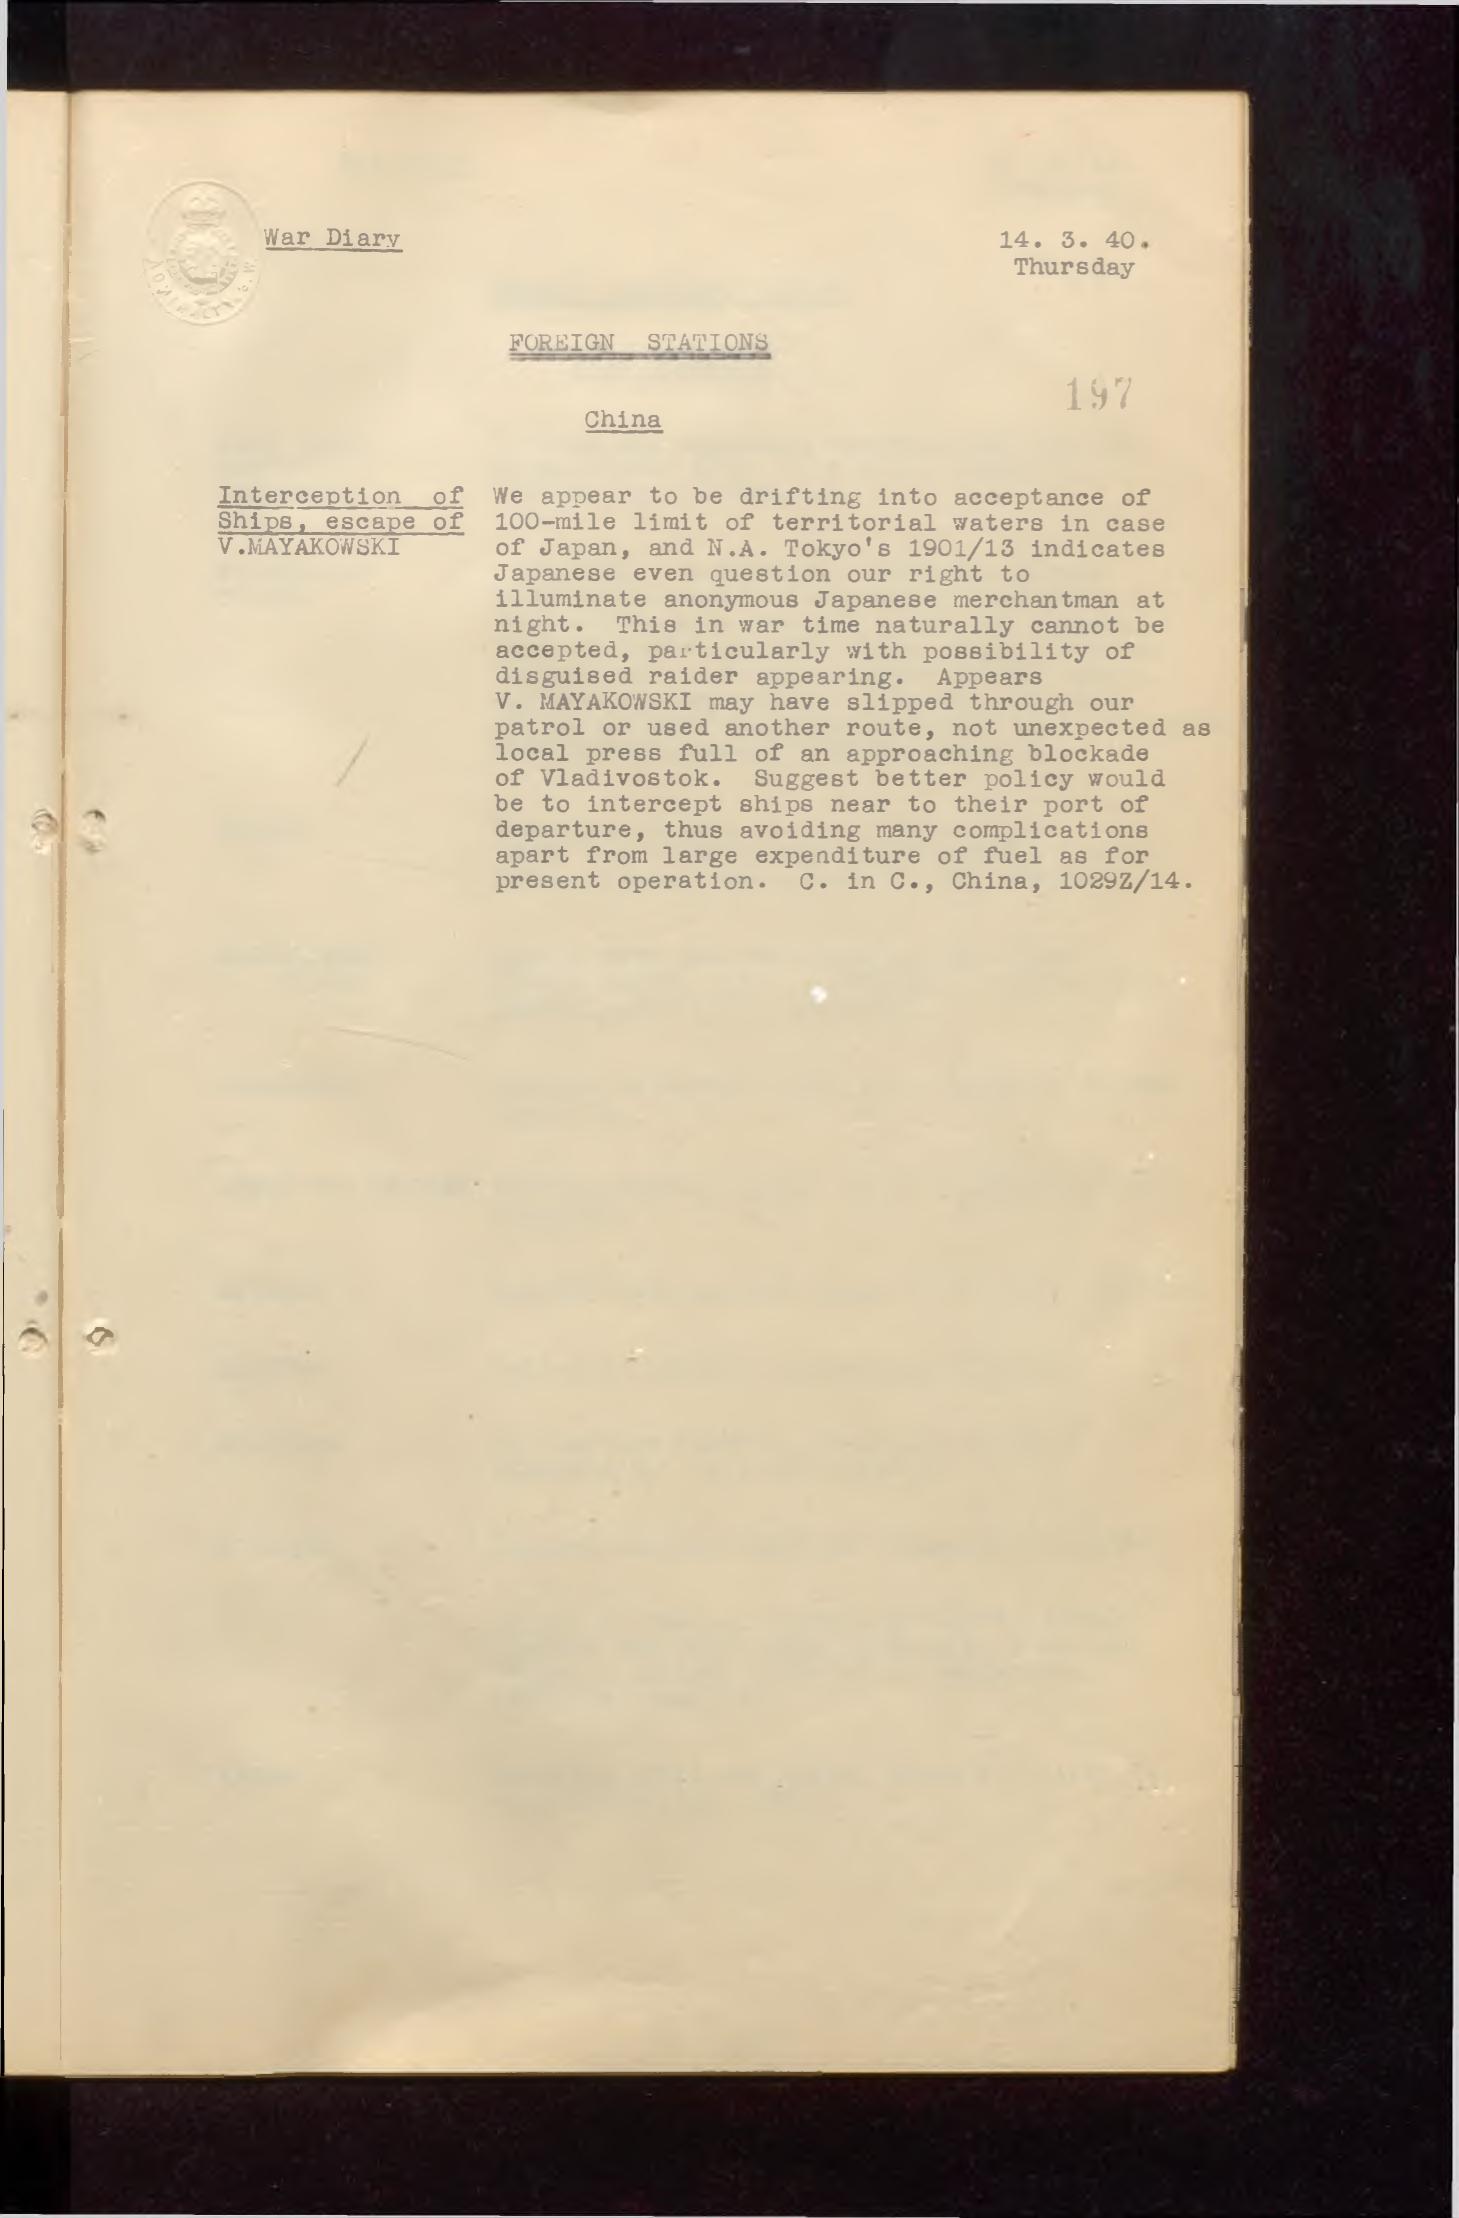 War Diary
14. 3. 40.
Thursday
FOREIGN STATIONS
197
China
Interception of
Ships, escape of
V.MAYAKOWSKI
We appear to be drifting into acceptance of
100-mile limit of territorial waters in case
of Japan, and N.A. Tokyo's 1901/13 indicates
Japanese even question our right to
illuminate anonymous Japanese merchantman at
night. This in war time naturally cannot be
accepted, particularly with possibility of
disguised raider appearing. Appears
V. MAYAKOWSKI may have slipped through our
patrol or used another route, not unexpected as
local press full of an approaching blockade
of Vladivostok. Suggest better policy would
be to intercept ships near to their port of
departure, thus avoiding many complications
apart from large expenditure of fuel as for
present operation. C. in C., China, 1029Z/14.